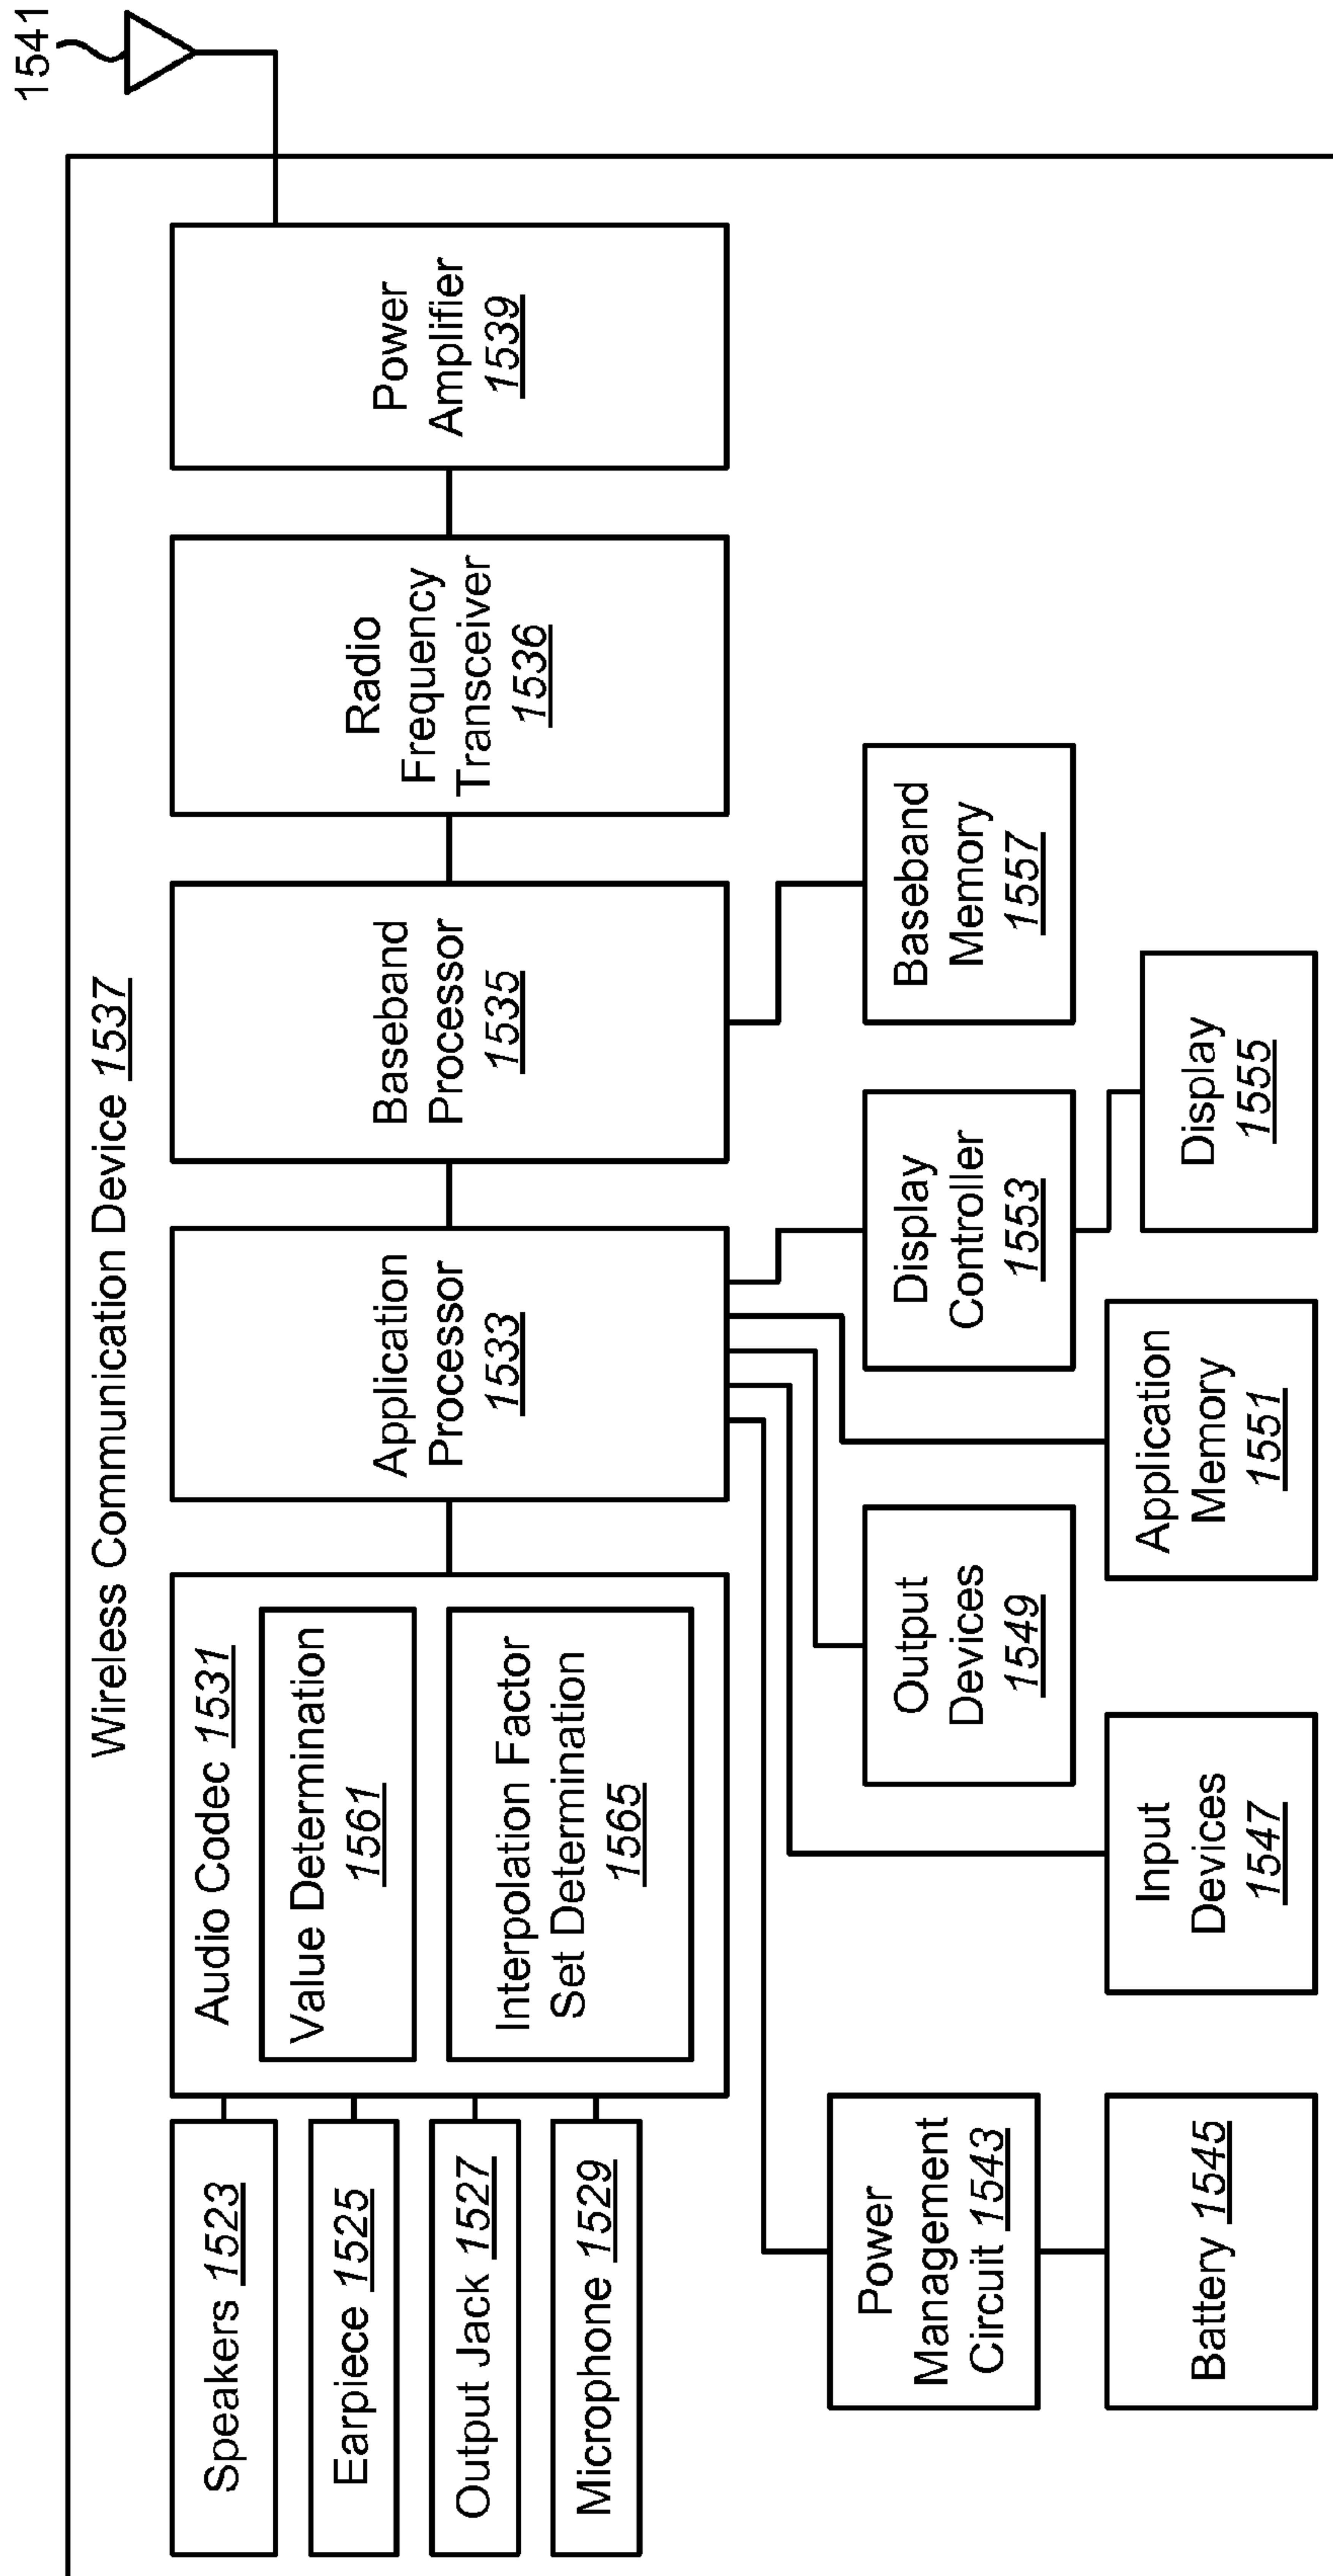 Wireless Communication Device 1537
1541
Speakers 1523
Earpiece 1525
Output Jack 1527
Microphone 1529
Audio Codec 1531
Value Determination
1561
Interpolation Factor
Set Determination
1565
Application
Processor
1533
Baseband
Processor
1535
Radio
Frequency
Transceiver
1536
Power
Amplifier
1539
Power
Management
Circuit 1543
Battery 1545
Input
Devices
1547
Output
Devices
1549
Application
Memory
1551
Display
Controller
1553
Display
1555
Baseband
Memory
1557